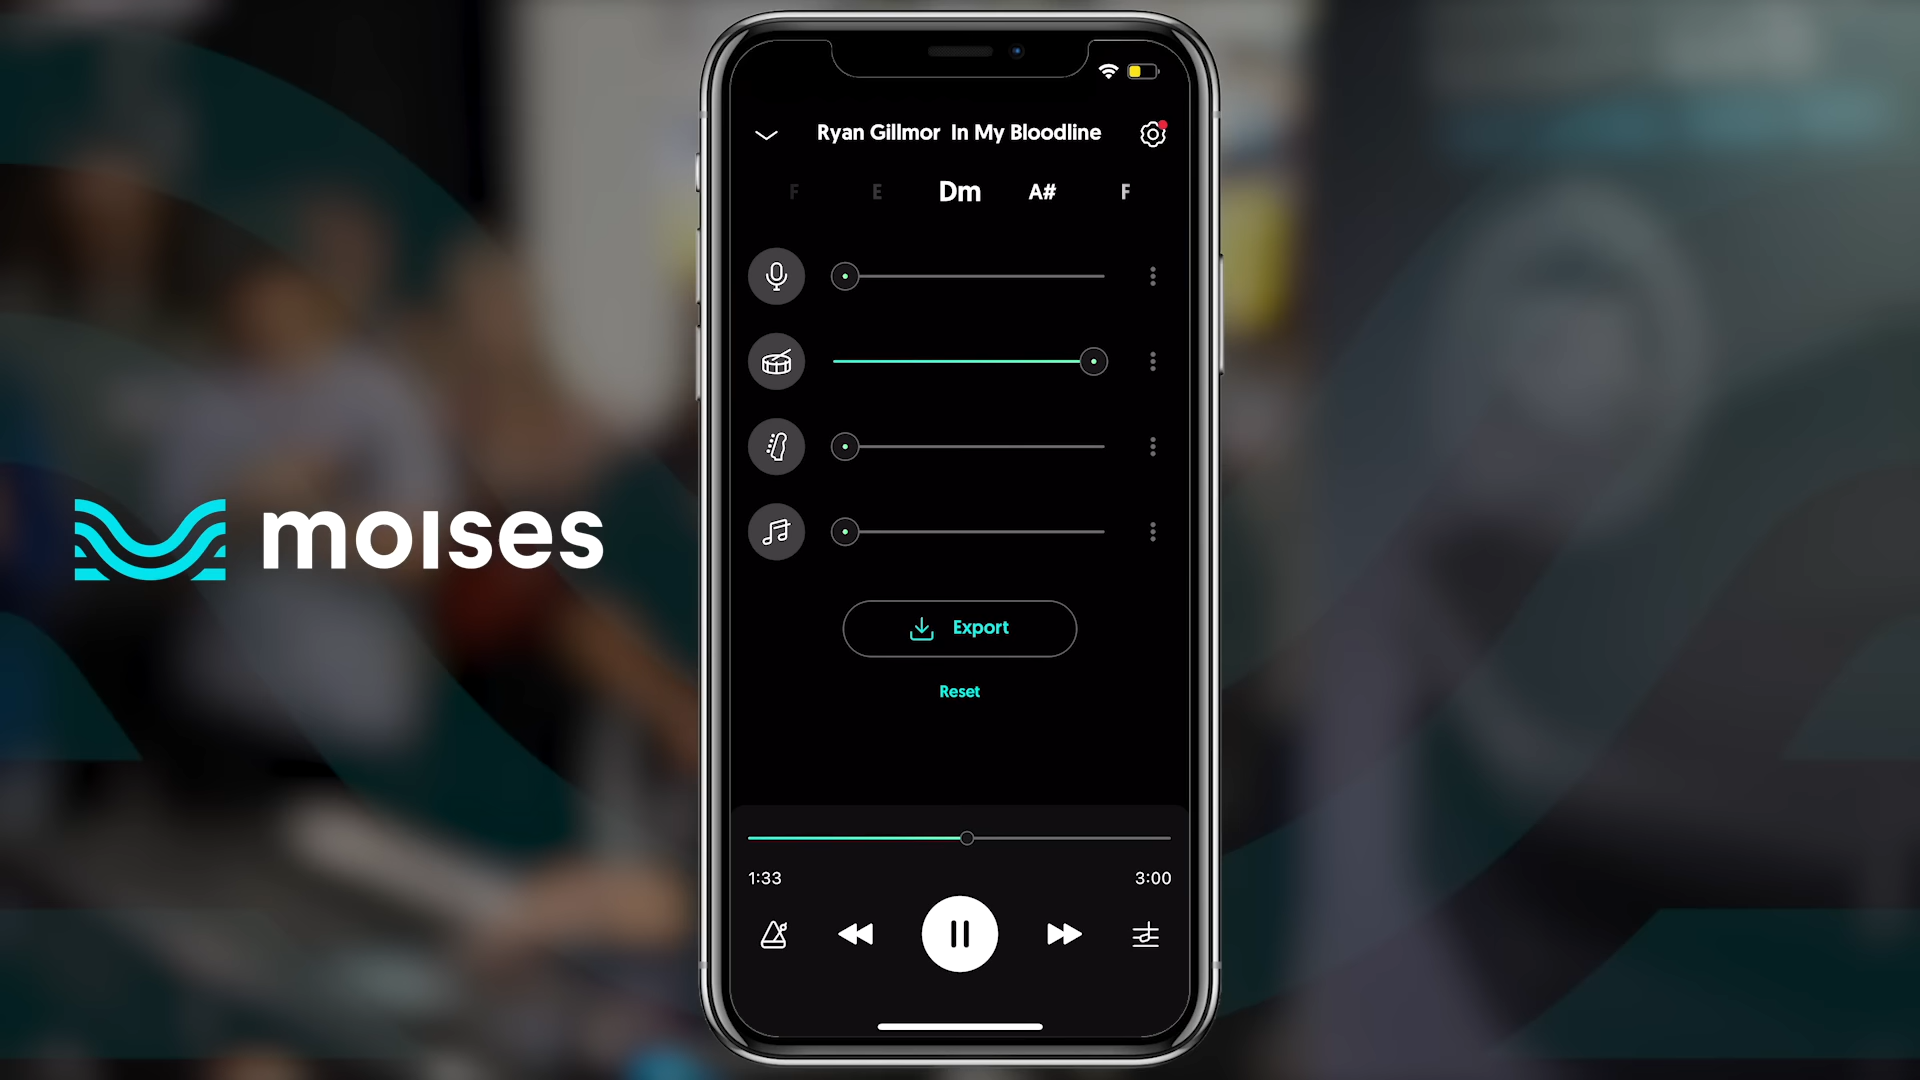 Ryan Gillmor In My Bloodline
F E Dm A# F
moises
Export
Reset
1:33 3:00